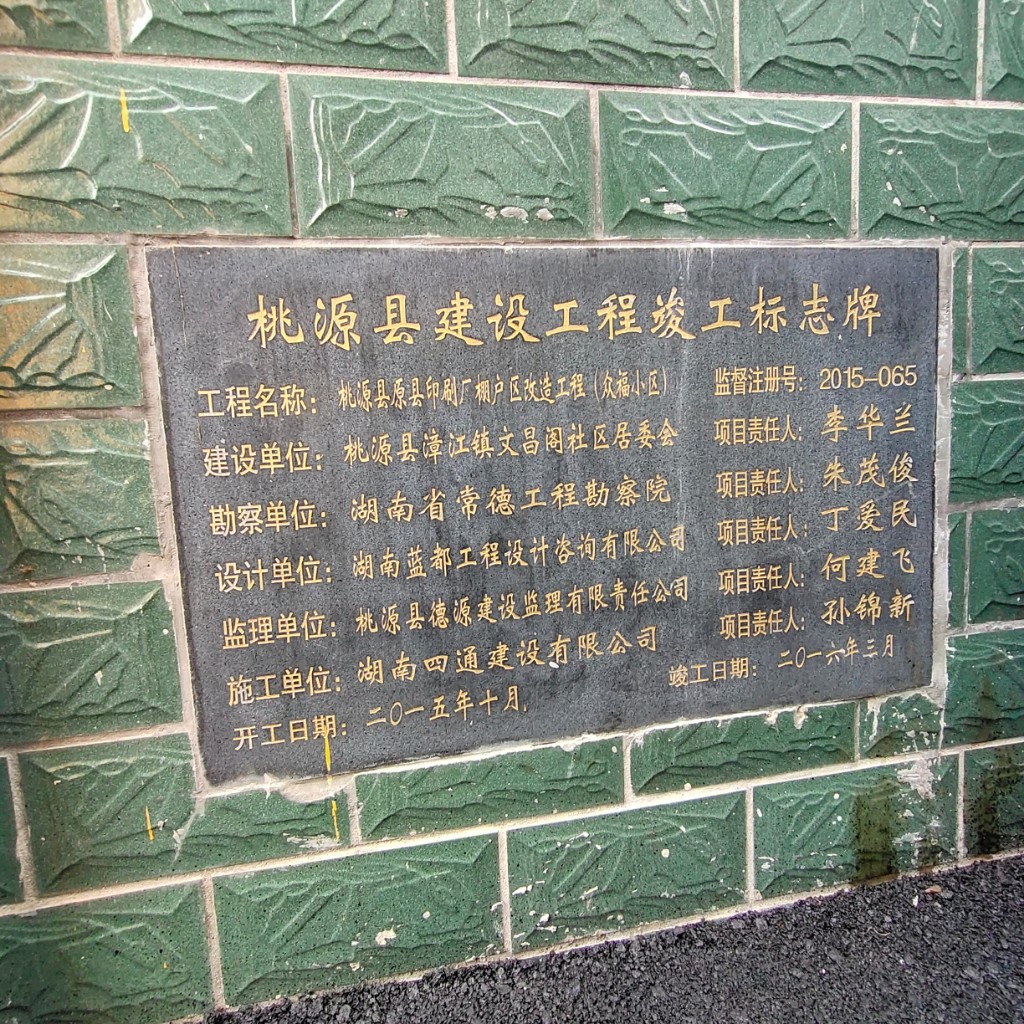 桃源县建设工程竣工标志牌
工程名称：桃源县原县印刷厂棚户区改造工程（众福小区） 监督注册号：2015-065
建设单位：桃源县漳江镇文昌阁社区居委会 项目责任人：李华兰
勘察单位：湖南省常德工程勘察院 项目责任人：朱茂俊
设计单位：湖南蓝都工程设计咨询有限公司 项目责任人：丁爱民
监理单位：桃源县德源建设监理有限责任公司 项目责任人：何建飞
施工单位：湖南四通建设有限公司 项目责任人：孙锦新
开工日期：二〇一五年十月 竣工日期：二〇一六年三月